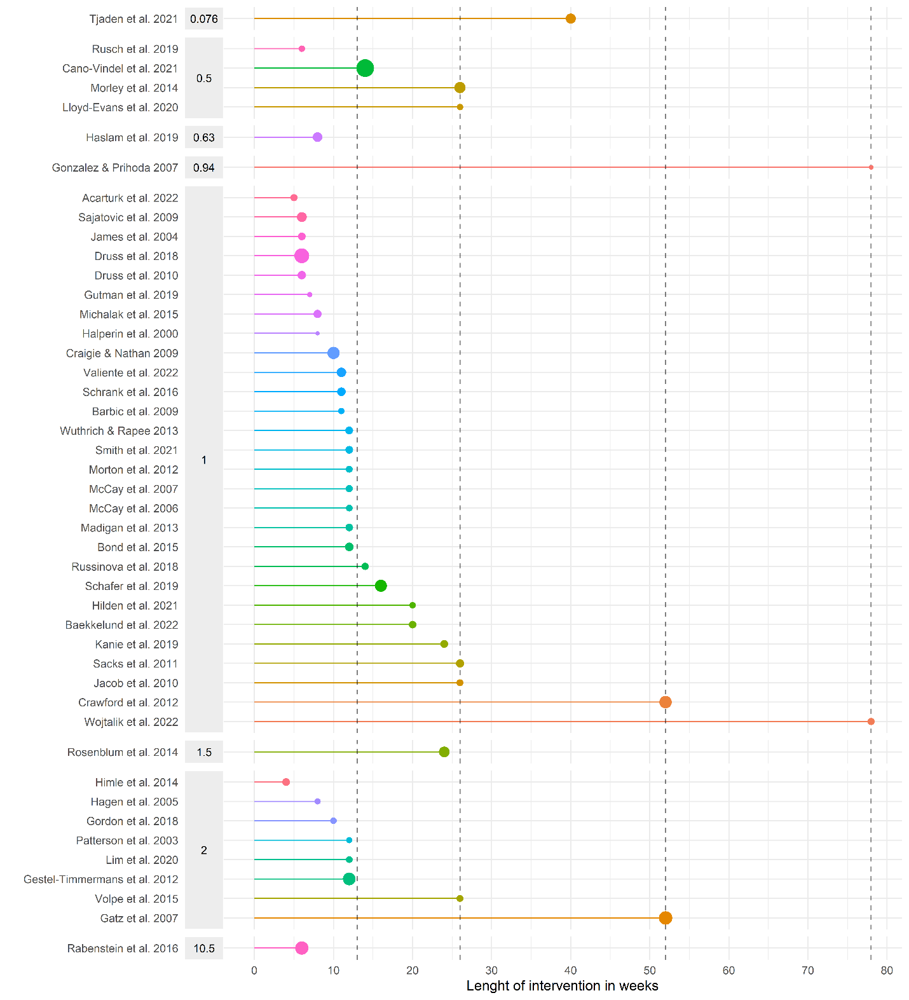 Tjaden et al. 2021
0.076
Rusch et al. 2019
Cano-Vindel et al. 2021
0.5
Morley et al. 2014
Lloyd-Evans et al. 2020
Haslam et al. 2019
0.63
Gonzalez & Prihoda 2007
0.94
Acarturk et al. 2022
Sajatovic et al. 2009
James et al. 2004
Druss et al. 2018
Druss et al. 2010
Gutman et al. 2019
Michalak et al. 2015
Halperin et al. 2000
Craigie & Nathan 2009
Valiente et al. 2022
Schrank et al. 2016
Barbic et al. 2009
Wuthrich & Rapee 2013
Smith et al. 2021
1
Morton et al. 2012
McCay et al. 2007
McCay et al. 2006
Madigan et al. 2013
Bond et al. 2015
Russinova et al. 2018
Schafer et al. 2019
Hilden et al. 2021
Baekkelund et al. 2022
Kanie et al. 2019
Sacks et al. 2011
Jacob et al. 2010
Crawford et al. 2012
Wojtalik et al. 2022
Rosenblum et al. 2014
1.5
Himle et al. 2014
Hagen et al. 2005
Gordon et al. 2018
Patterson et al. 2003
2
Lim et al. 2020
Gestel-Timmermans et al. 2012
Volpe et al. 2015
Gatz et al. 2007
Rabenstein et al. 2016
10.5
0 10 20 30 40 50 60 70 80
Lenght of intervention in weeks